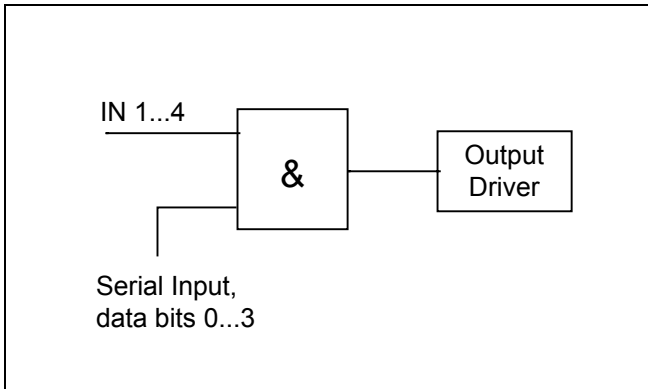 IN 1...4
&
Output
Driver
Serial Input,
data bits 0...3